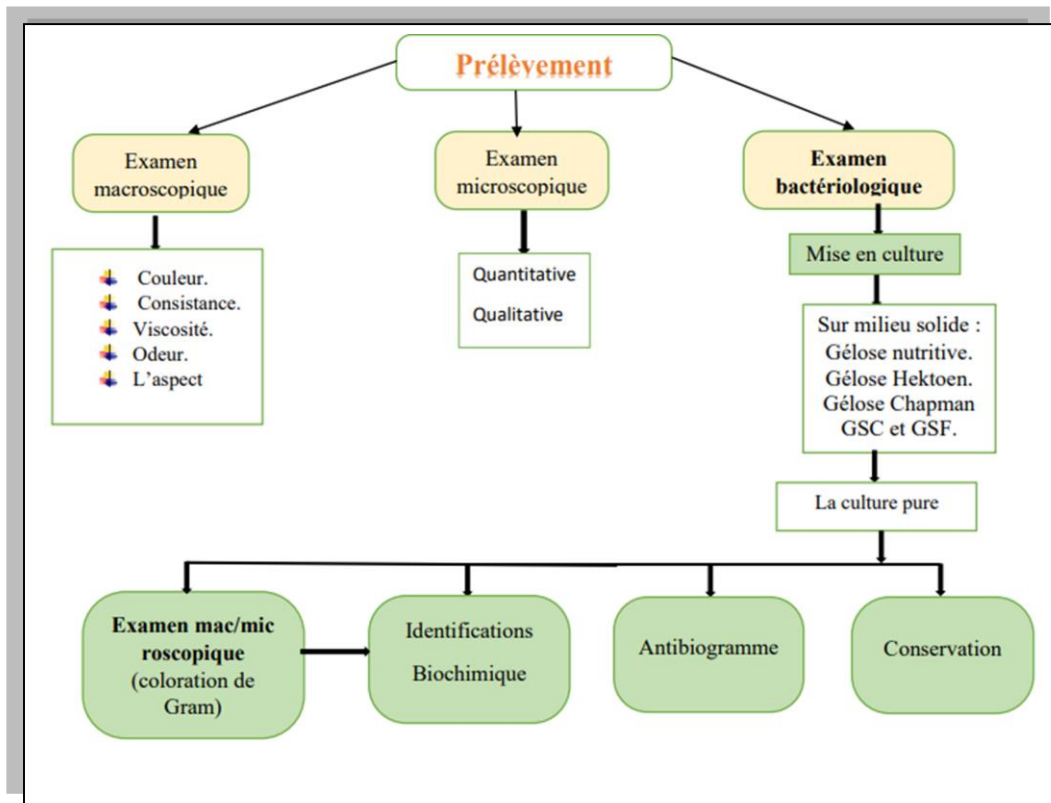 Prélèvement
Examen
macroscopique
Examen
microscopique
Examen
bactériologique
Couleur.
Consistance.
Viscosité.
Odeur.
L'aspect
Quantitative
Qualitative
Mise en culture
Sur milieu solide :
Gélose nutritive.
Gélose Hektoen.
Gélose Chapman
GSC et GSF.
La culture pure
Examen mac/mic
roscopique
(coloration de
Gram)
Identifications
Biochimique
Antibiogramme
Conservation